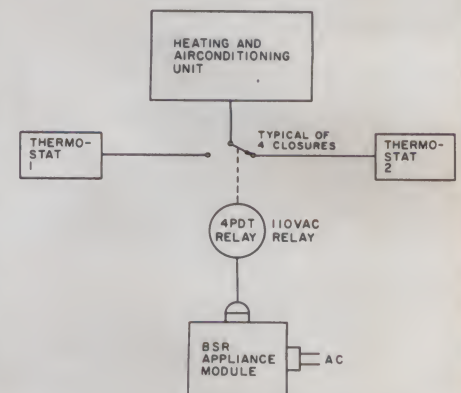 HEATING AND
AIRCONDITIONING
UNIT
TYPICAL OF
4 CLOSURES
THERMO-
STAT
1
THERMO-
STAT
2
4PDT
RELAY
110VAC
RELAY
BSR
APPLIANCE
MODULE
AC